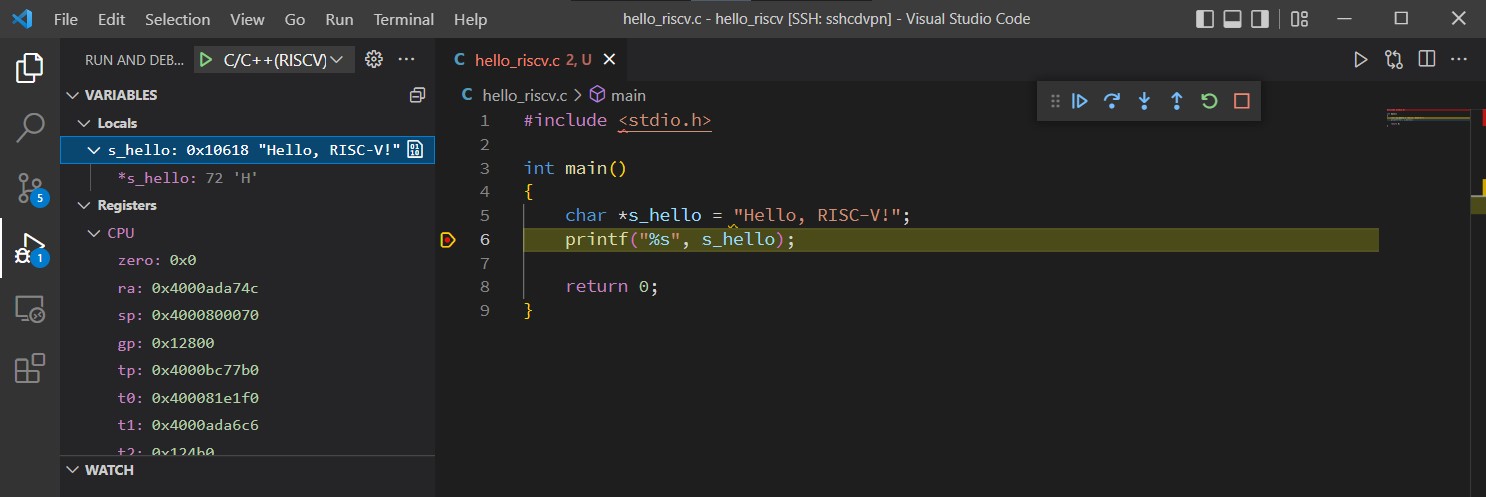 File Edit Selection View Go Run Terminal Help hello_riscv.c - hello_riscv [SSH: sshcdvpn] - Visual Studio Code
RUN AND DEB... C/C++(RISCV)
VARIABLES
Locals
s_hello: 0x10618 "Hello, RISC-V!"
*s_hello: 72 'H'
Registers
CPU
zero: 0x0
ra: 0x4000ada74c
sp: 0x4000800070
gp: 0x12800
tp: 0x4000bc77b0
t0: 0x400081e1f0
t1: 0x4000ada6c6
t2: 0x124b0
WATCH
5
1
C hello_riscv.c 2, U
C hello_riscv.c > main
1 #include <stdio.h>
2
3 int main()
4 {
5 char *s_hello = "Hello, RISC-V!";
6 printf("%s", s_hello);
7
8 return 0;
9 }